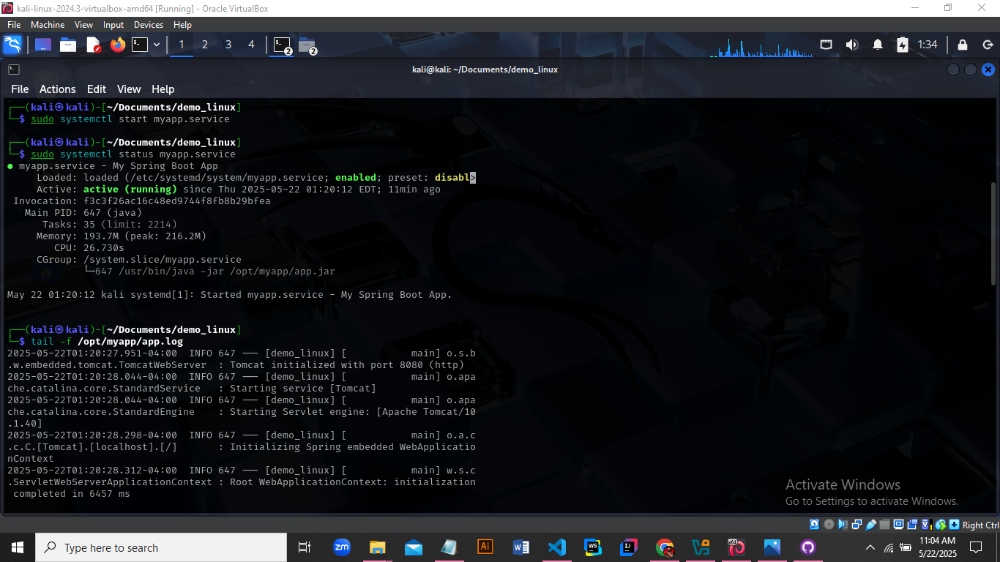 kali-linux-2024.3-virtualbox-amd64 [Running] - Oracle VirtualBox
File Machine View Input Devices Help
1 2 3 4 2 2 1:34
kali@kali: ~/Documents/demo_linux
File Actions Edit View Help
┌──(kali㉿kali)-[~/Documents/demo_linux]
└─$ sudo systemctl start myapp.service
┌──(kali㉿kali)-[~/Documents/demo_linux]
└─$ sudo systemctl status myapp.service
● myapp.service - My Spring Boot App
Loaded: loaded (/etc/systemd/system/myapp.service; enabled; preset: disabl>
Active: active (running) since Thu 2025-05-22 01:20:12 EDT; 11min ago
Invocation: f3c3f26ac16c48ed9744f8fb8b29bfea
Main PID: 647 (java)
Tasks: 35 (limit: 2214)
Memory: 193.7M (peak: 216.2M)
CPU: 26.730s
CGroup: /system.slice/myapp.service
└─647 /usr/bin/java -jar /opt/myapp/app.jar
May 22 01:20:12 kali systemd[1]: Started myapp.service - My Spring Boot App.
┌──(kali㉿kali)-[~/Documents/demo_linux]
└─$ tail -f /opt/myapp/app.log
2025-05-22T01:20:27.951-04:00  INFO 647 --- [demo_linux] [           main] o.s.b
.w.embedded.tomcat.TomcatWebServer  : Tomcat initialized with port 8080 (http)
2025-05-22T01:20:28.044-04:00  INFO 647 --- [demo_linux] [           main] o.apa
che.catalina.core.StandardService   : Starting service [Tomcat]
2025-05-22T01:20:28.044-04:00  INFO 647 --- [demo_linux] [           main] o.apa
che.catalina.core.StandardEngine    : Starting Servlet engine: [Apache Tomcat/10
.1.40]
2025-05-22T01:20:28.298-04:00  INFO 647 --- [demo_linux] [           main] o.a.c
.c.C.[Tomcat].[localhost].[/]       : Initializing Spring embedded WebApplicatio
nContext
2025-05-22T01:20:28.312-04:00  INFO 647 --- [demo_linux] [           main] w.s.c
.ServletWebServerApplicationContext : Root WebApplicationContext: initialization
completed in 6457 ms
Activate Windows
Go to Settings to activate Windows.
Right Ctrl
Type here to search
zm Ai W WS IJ x64
11:04 AM
5/22/2025